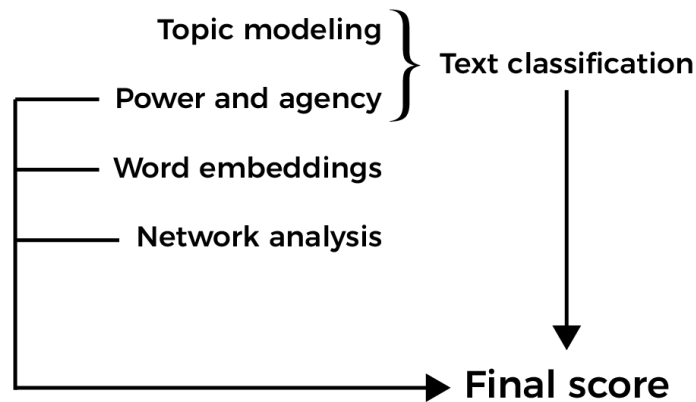 Topic modeling
Text classification
Power and agency
Word embeddings
Network analysis
Final score